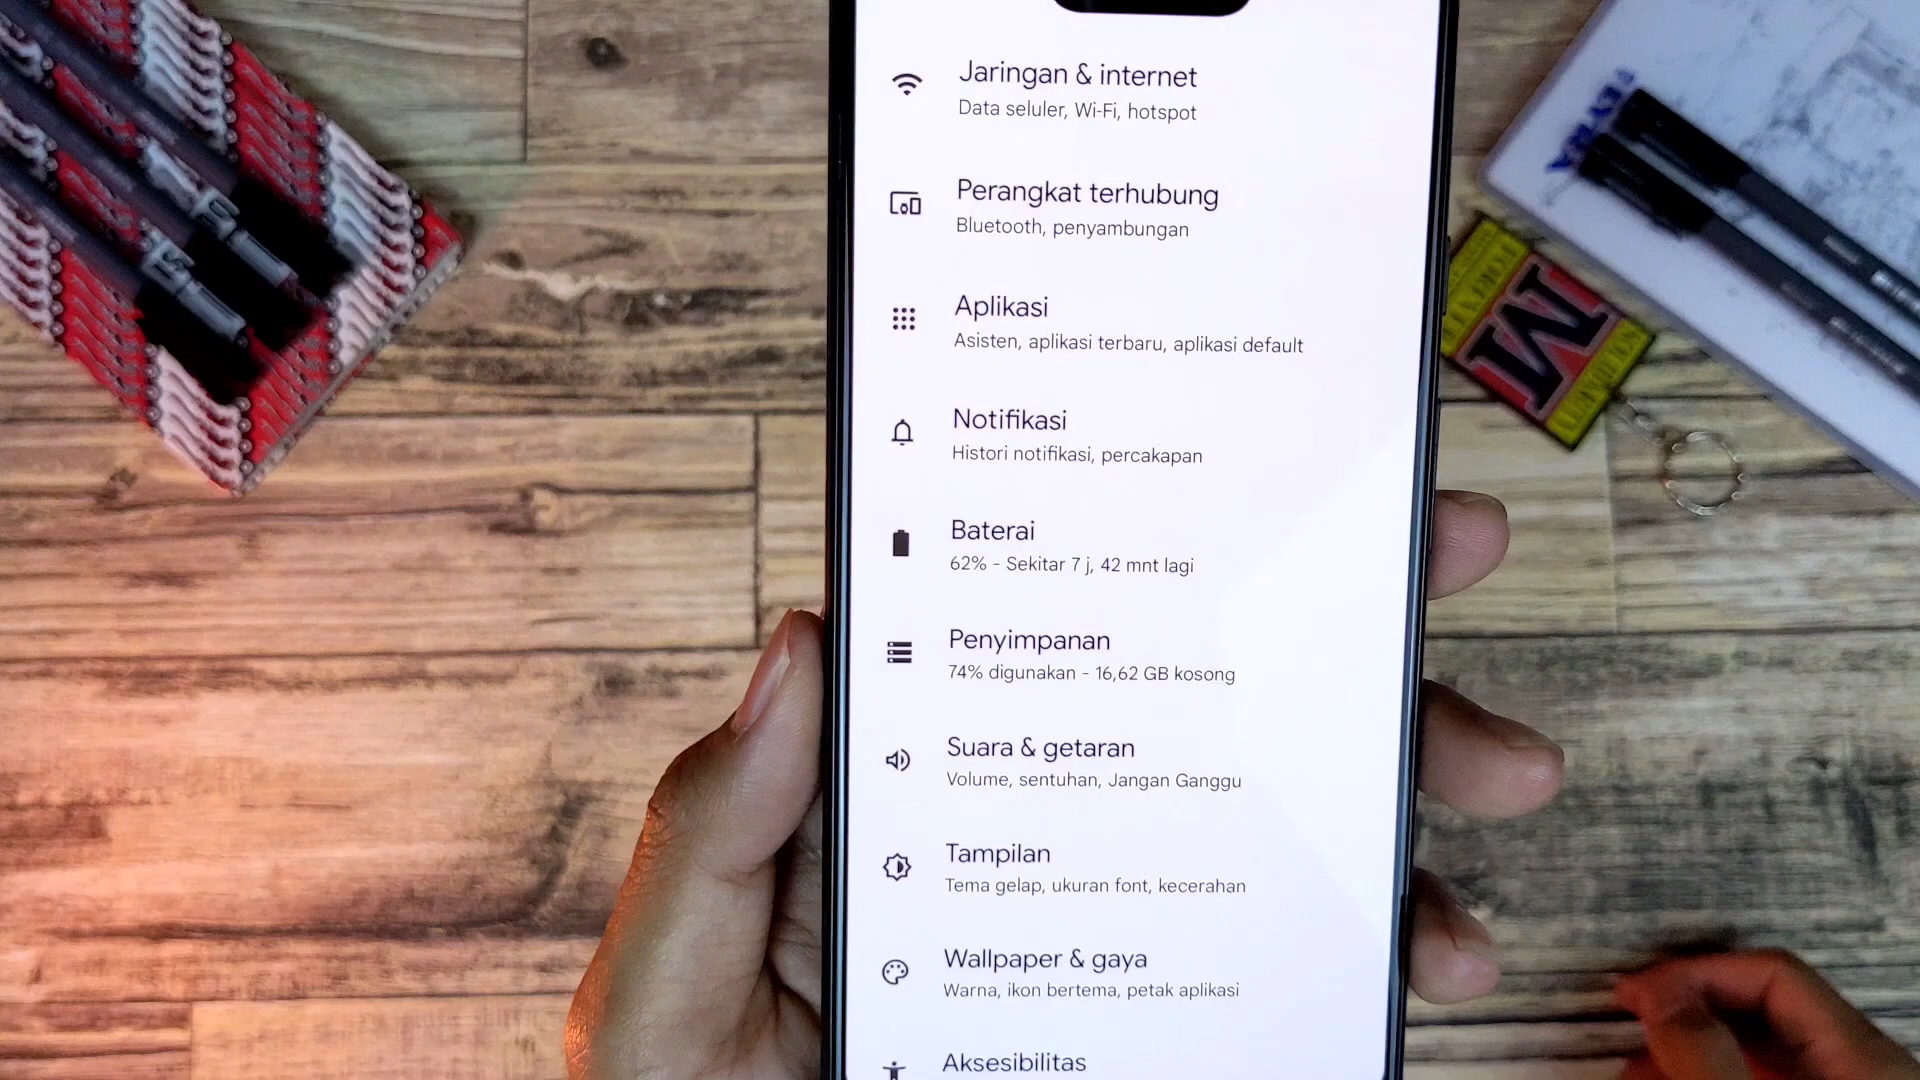 Jaringan & internet
Data seluler, Wi-Fi, hotspot
Perangkat terhubung
Bluetooth, penyambungan
Aplikasi
Asisten, aplikasi terbaru, aplikasi default
Notifikasi
Histori notifikasi, percakapan
Baterai
62% - Sekitar 7 j, 42 mnt lagi
Penyimpanan
74% digunakan - 16,62 GB kosong
Suara & getaran
Volume, sentuhan, Jangan Ganggu
Tampilan
Tema gelap, ukuran font, kecerahan
Wallpaper & gaya
Warna, ikon bertema, petak aplikasi
Aksesibilitas
M